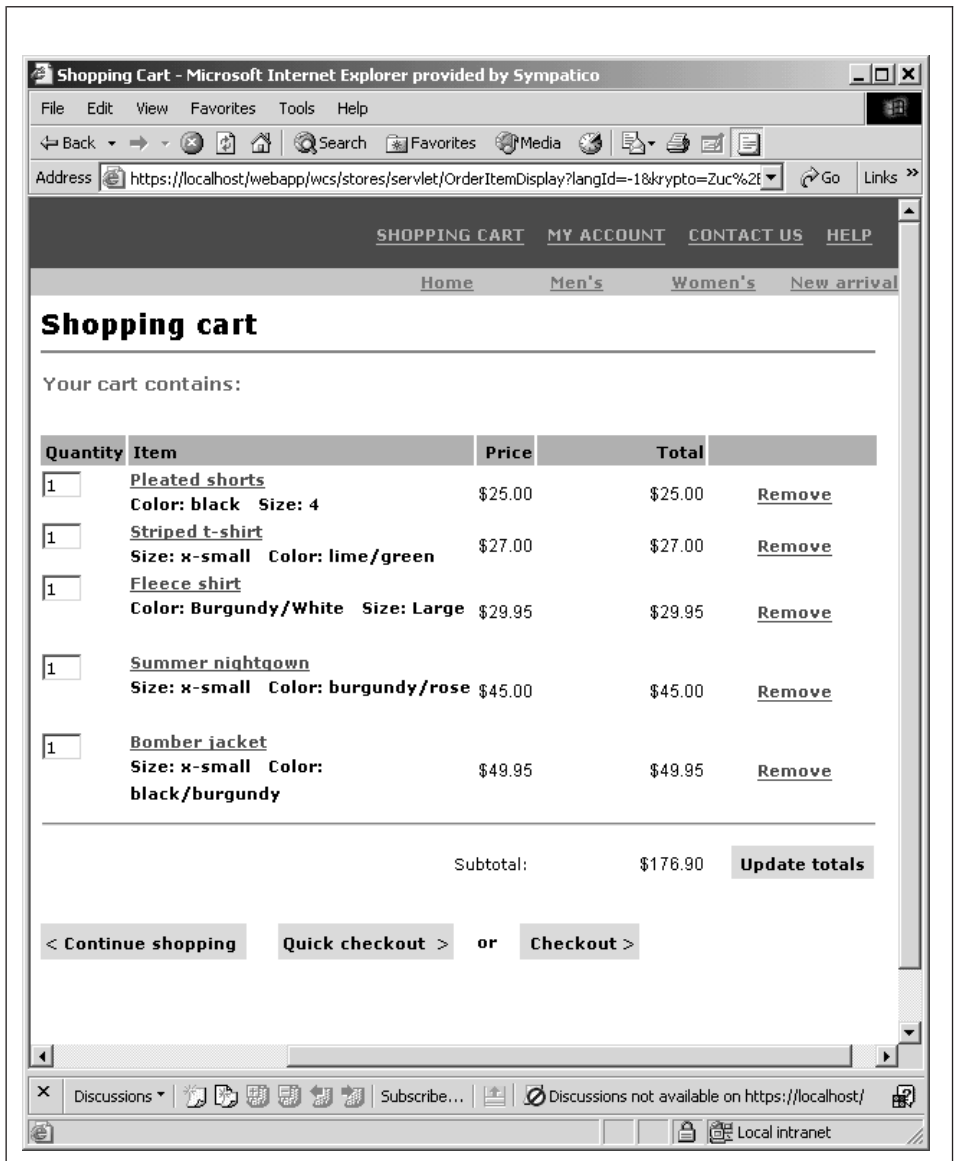 Shopping Cart - Microsoft Internet Explorer provided by Sympatico
File Edit View Favorites Tools Help
Back Search Favorites Media
Address https://localhost/webapp/wcs/stores/servlet/OrderItemDisplay?langId=-1&krypto=Zuc%2 Go Links »
SHOPPING CART MY ACCOUNT CONTACT US HELP
Home Men's Women's New arrival
Shopping cart
Your cart contains:
Quantity Item Price Total
1 Pleated shorts
Color: black Size: 4 $25.00 $25.00 Remove
1 Striped t-shirt
Size: x-small Color: lime/green $27.00 $27.00 Remove
1 Fleece shirt
Color: Burgundy/White Size: Large $29.95 $29.95 Remove
1 Summer nightgown
Size: x-small Color: burgundy/rose $45.00 $45.00 Remove
1 Bomber jacket
Size: x-small Color: $49.95 $49.95 Remove
black/burgundy
Subtotal: $176.90 Update totals
< Continue shopping Quick checkout > or Checkout >
Discussions Subscribe... Discussions not available on https://localhost/
Local intranet